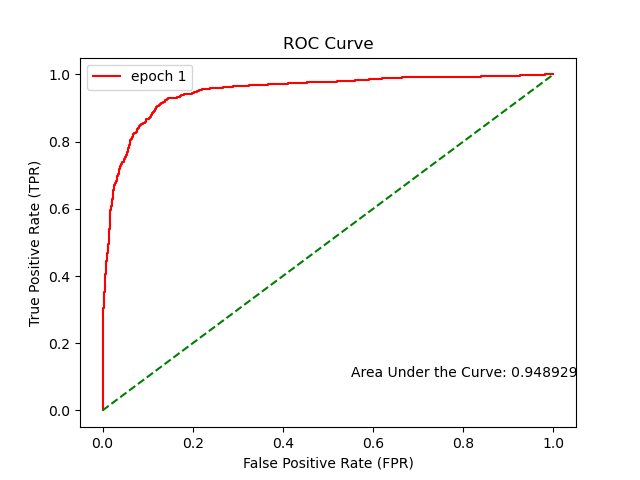 ROC Curve
epoch 1
True Positive Rate (TPR)
1.0
0.8
0.6
0.4
0.2
0.0
Area Under the Curve: 0.948929
0.0 0.2 0.4 0.6 0.8 1.0
False Positive Rate (FPR)